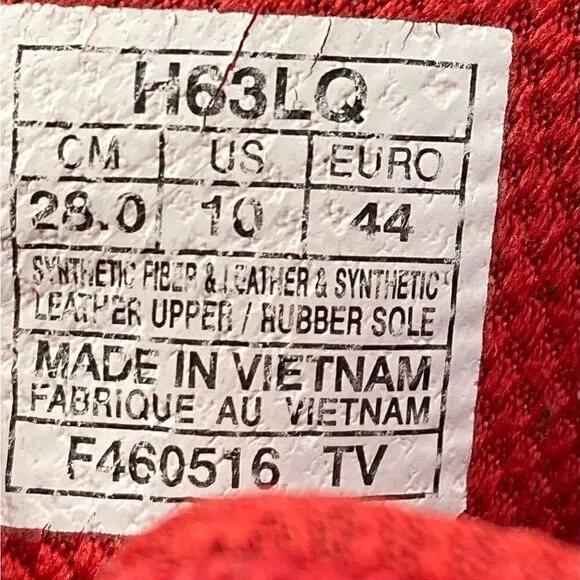 H63LQ
CM US EURO
28.0 10 44
SYNTHETIC FIBER & LEATHER & SYNTHETIC
LEATHER UPPER / RUBBER SOLE
MADE IN VIETNAM
FABRIQUE AU VIETNAM
F460516 TV